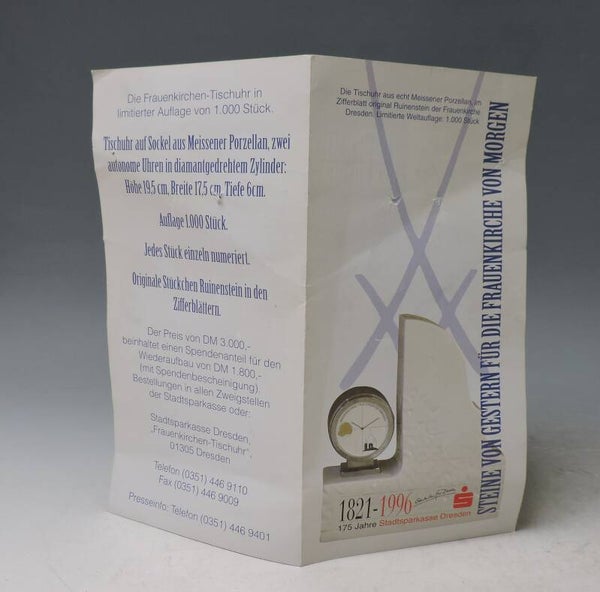 Die Frauenkirchen-Tischuhr in
limitierter Auflage von 1.000 Stück.
Tischuhr auf Sockel aus Meissener Porzellan, zwei
autonome Uhren in diamantgedrehtem Zylinder:
Höhe 19,5 cm, Breite 17,5 cm, Tiefe 6cm.
Auflage 1.000 Stück.
Jedes Stück einzeln numeriert.
Originale Stückchen Ruinenstein in den
Zifferblättern.
Der Preis von DM 3.000,-
beinhaltet einen Spendenanteil für den
Wiederaufbau von DM 1.800,-
(mit Spendenbescheinigung).
Bestellungen in allen Zweigstellen
der Stadtsparkasse oder:
Stadtsparkasse Dresden,
„Frauenkirchen-Tischuhr",
01305 Dresden
Telefon (0351) 446 9110
Fax (0351) 446 9009
Presseinfo: Telefon (0351) 446 9401
Die Tischuhr aus echt Meissener Porzellan, im
Zifferblatt original Ruinenstein der Frauenkirche
Dresden. Limitierte Weltauflage: 1.000 Stück
STEINE VON GESTERN FÜR DIE FRAUENKIRCHE VON MORGEN
1821-1996
175 Jahre Stadtsparkasse Dresden